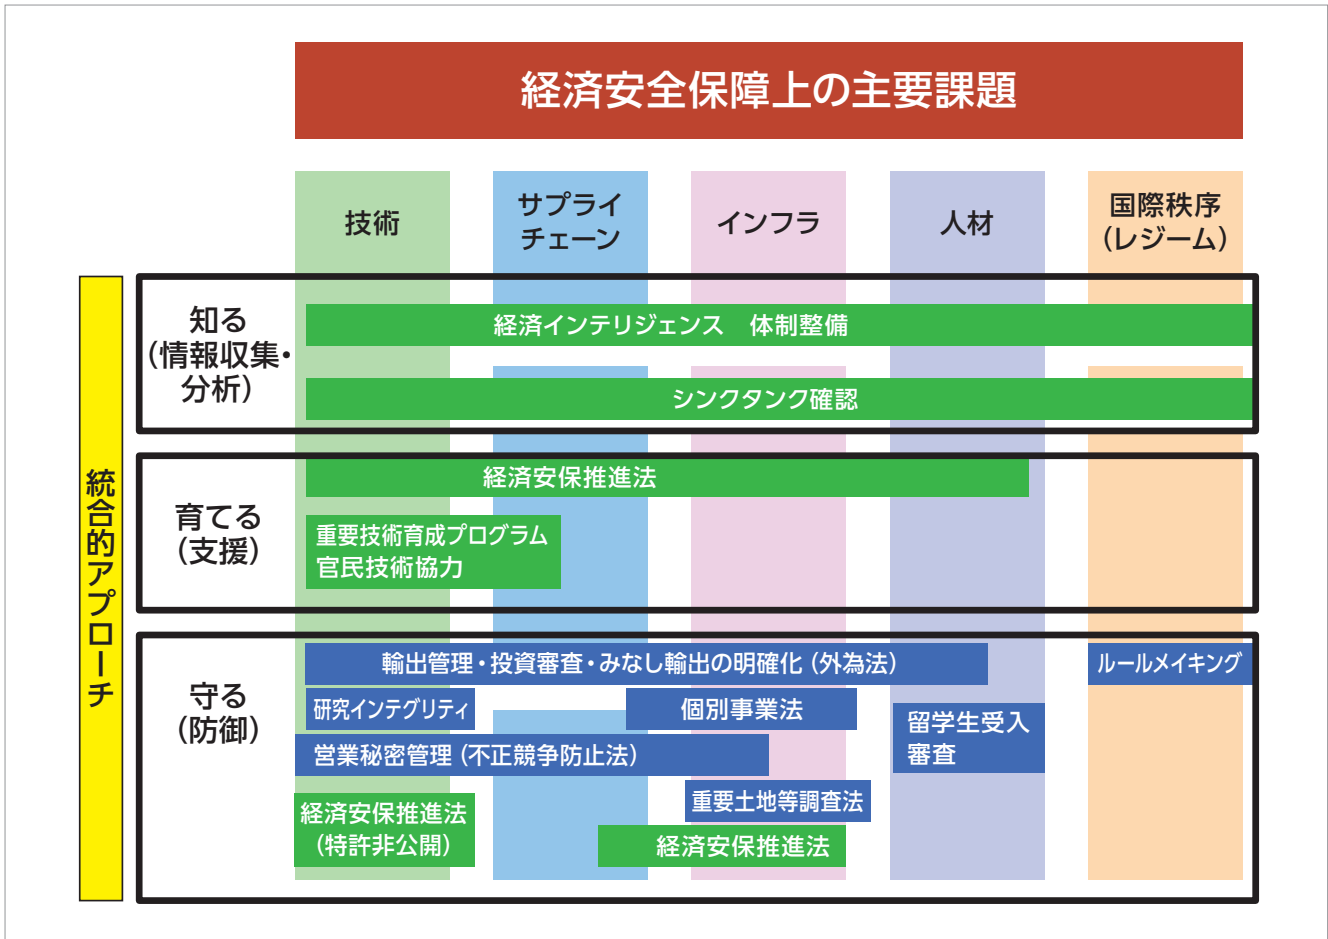 経済安全保障上の主要課題
技術
サプライ
チェーン
インフラ
人材
国際秩序
(レジーム)
統合的アプローチ
知る
(情報収集・
分析)
経済インテリジェンス　体制整備
シンクタンク確認
育てる
(支援)
経済安保推進法
重要技術育成プログラム
官民技術協力
守る
(防御)
輸出管理・投資審査・みなし輸出の明確化(外為法)
ルールメイキング
研究インテグリティ
個別事業法
留学生受入
審査
営業秘密管理(不正競争防止法)
重要土地等調査法
経済安保推進法
(特許非公開)
経済安保推進法